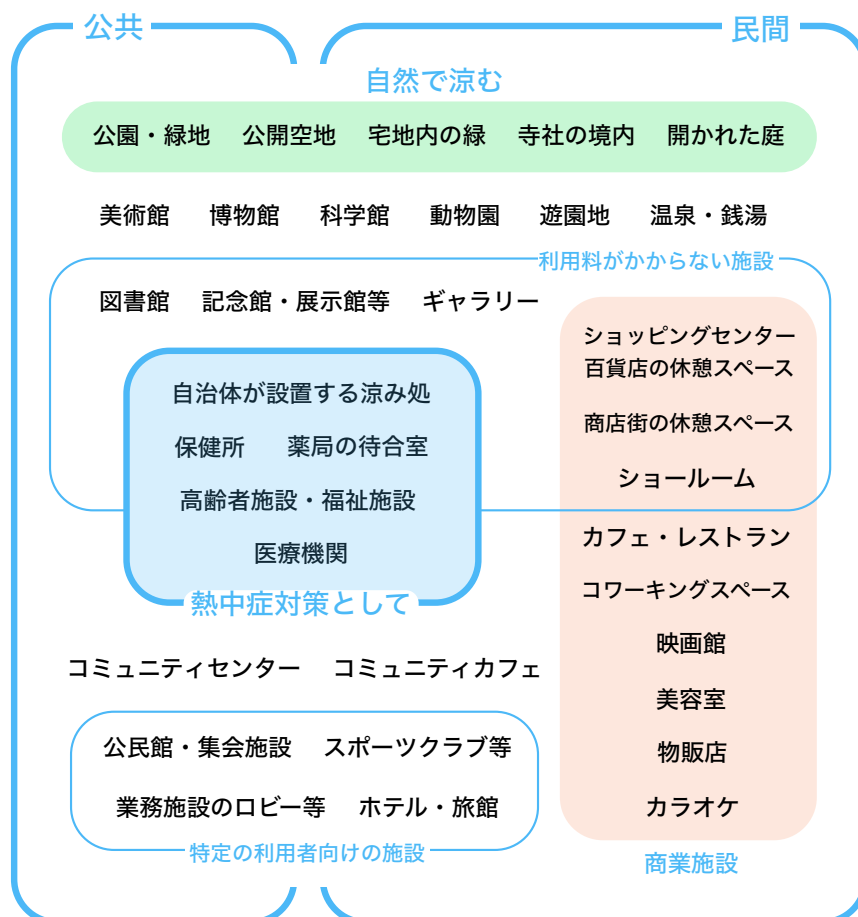 公共
民間
自然で涼む
公園・緑地 公開空地 宅地内の緑 寺社の境内 開かれた庭
美術館 博物館 科学館 動物園 遊園地 温泉・銭湯
利用料がかからない施設
図書館 記念館・展示館等 ギャラリー
ショッピングセンター
百貨店の休憩スペース
商店街の休憩スペース
ショールーム
自治体が設置する涼み処
保健所 薬局の待合室
高齢者施設・福祉施設
医療機関
熱中症対策として
カフェ・レストラン
コワーキングスペース
映画館
美容室
物販店
カラオケ
商業施設
コミュニティセンター コミュニティカフェ
公民館・集会施設 スポーツクラブ等
業務施設のロビー等 ホテル・旅館
特定の利用者向けの施設